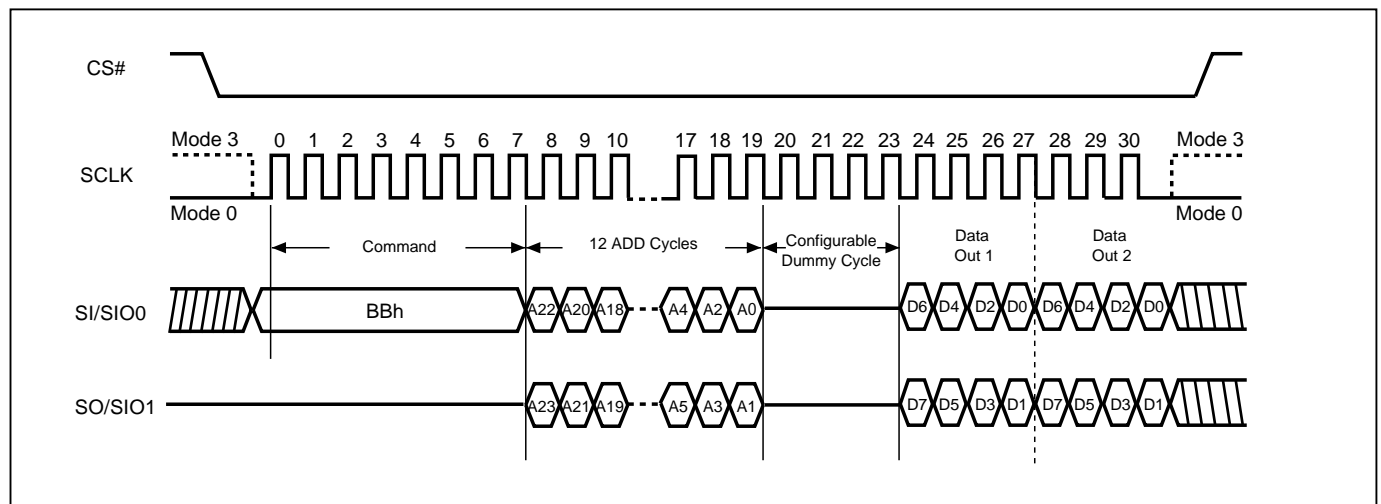 CS#
Mode 3 0 1 2 3 4 5 6 7 8 9 10 17 18 19 20 21 22 23 24 25 26 27 28 29 30 Mode 3
SCLK
Mode 0 Mode 0
Command 12 ADD Cycles Configurable Dummy Cycle Data Out 1 Data Out 2
SI/SIO0 BBh A22 A20 A18 A4 A2 A0 D6 D4 D2 D0 D6 D4 D2 D0
SO/SIO1 A23 A21 A19 A5 A3 A1 D7 D5 D3 D1 D7 D5 D3 D1